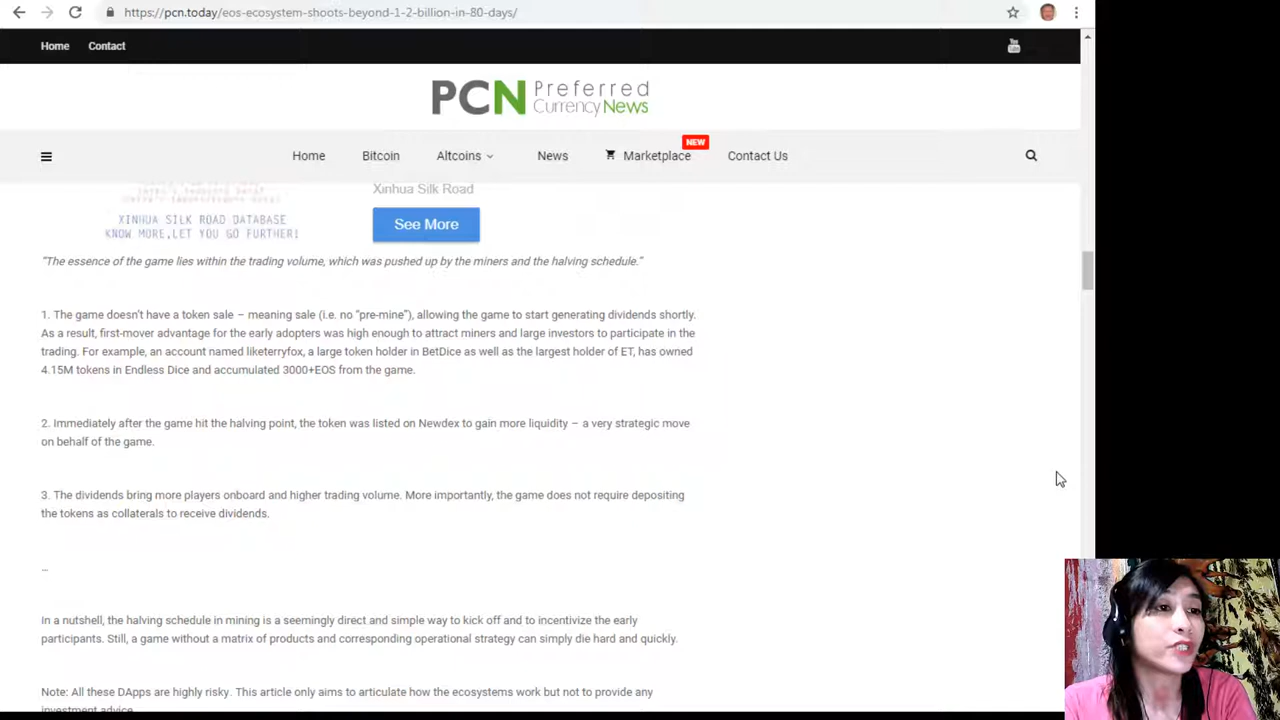 https://pcn.today/eos-ecosystem-shoots-beyond-1-2-billion-in-80-days/
Home Contact
You Tube
PCN Preferred
Currency News
NEW
Home Bitcoin Altcoins News Marketplace Contact Us
Xinhua Silk Road
XINHUA SILK ROAD DATABASE
KNOW MORE,LET YOU GO FURTHER!
See More
“The essence of the game lies within the trading volume, which was pushed up by the miners and the halving schedule.”
1. The game doesn’t have a token sale – meaning sale (i.e. no “pre-mine”), allowing the game to start generating dividends shortly.
As a result, first-mover advantage for the early adopters was high enough to attract miners and large investors to participate in the
trading. For example, an account named liketerryfox, a large token holder in BetDice as well as the largest holder of ET, has owned
4.15M tokens in Endless Dice and accumulated 3000+EOS from the game.
2. Immediately after the game hit the halving point, the token was listed on Newdex to gain more liquidity – a very strategic move
on behalf of the game.
3. The dividends bring more players onboard and higher trading volume. More importantly, the game does not require depositing
the tokens as collaterals to receive dividends.
…
In a nutshell, the halving schedule in mining is a seemingly direct and simple way to kick off and to incentivize the early
participants. Still, a game without a matrix of products and corresponding operational strategy can simply die hard and quickly.
Note: All these DApps are highly risky. This article only aims to articulate how the ecosystems work but not to provide any
investment advice.